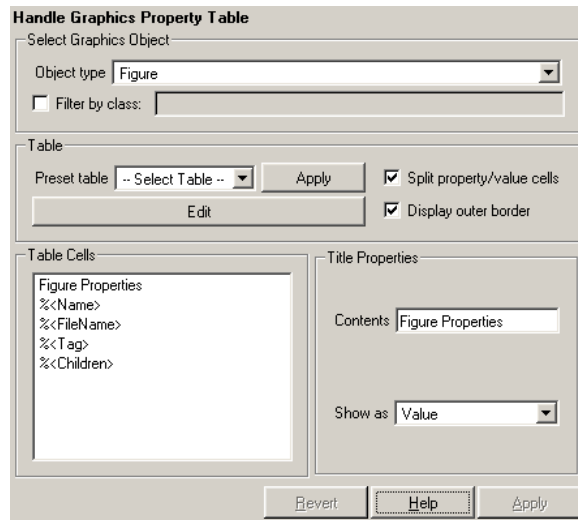 Handle Graphics Property Table
Select Graphics Object
Object type Figure
Filter by class:
Table
Preset table -- Select Table -- Apply Split property/value cells
Edit Display outer border
Table Cells
Figure Properties
%<Name>
%<FileName>
%<Tag>
%<Children>
Title Properties
Contents Figure Properties
Show as Value
Revert Help Apply